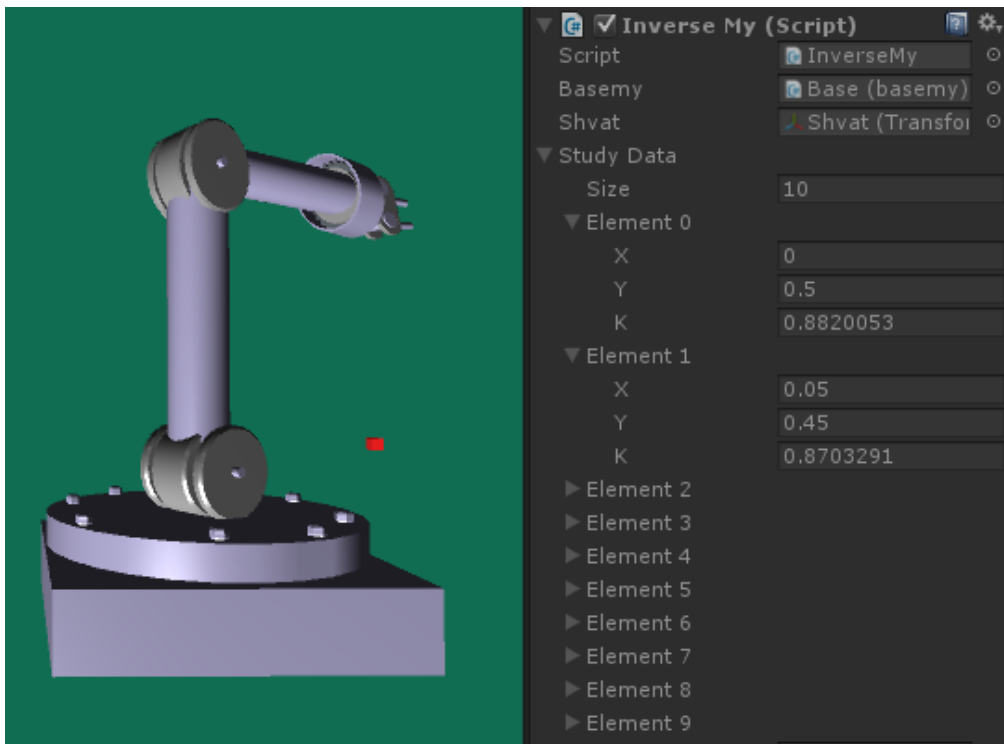 Inverse My (Script)
Script InverseMy
Basemy Base (basemy)
Shvat Shvat (Transfor
Study Data
Size 10
Element 0
X 0
Y 0.5
K 0.8820053
Element 1
X 0.05
Y 0.45
K 0.8703291
Element 2
Element 3
Element 4
Element 5
Element 6
Element 7
Element 8
Element 9